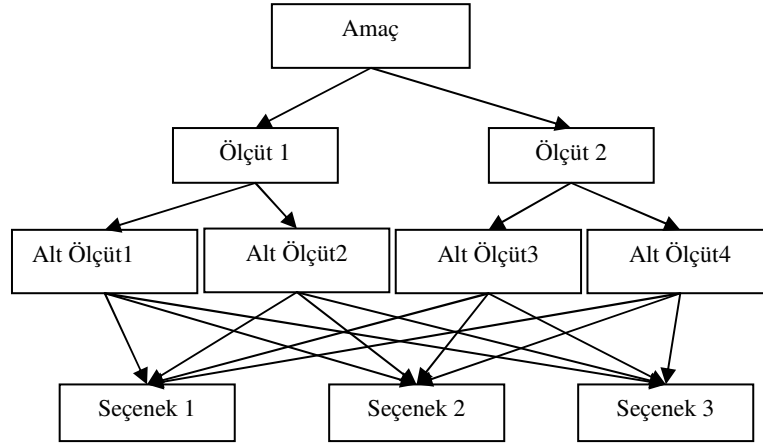 Amaç
Ölçüt 1
Ölçüt 2
Alt Ölçüt1
Alt Ölçüt2
Alt Ölçüt3
Alt Ölçüt4
Seçenek 1
Seçenek 2
Seçenek 3